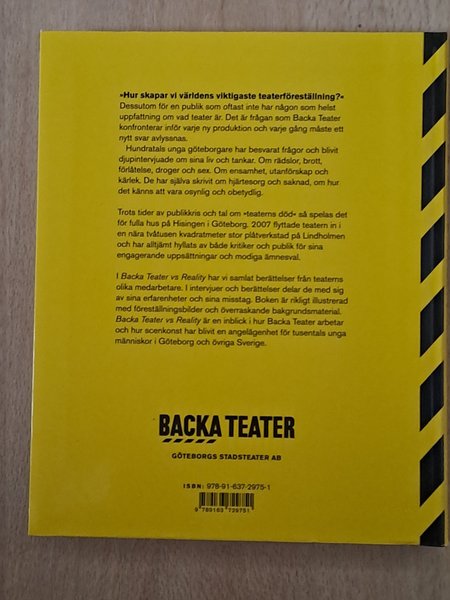 »Hur skapar vi världens viktigaste teaterföreställning?«
Dessutom för en publik som oftast inte har någon som helst
uppfattning om vad teater är. Det är frågan som Backa Teater
konfronterar inför varje ny produktion och varje gång måste ett
nytt svar avlyssnas.
Hundratals unga göteborgare har besvarat frågor och blivit
djupintervjuade om sina liv och tankar. Om rädslor, brott,
förlåtelse, droger och sex. Om ensamhet, utanförskap och
kärlek. De har själva skrivit om hjärtesorg och saknad, om hur
det känns att vara osynlig och obetydlig.
Trots tider av publikkris och tal om »teaterns död« så spelas det
för fulla hus på Hisingen i Göteborg. 2007 flyttade teatern in i
en nära tvåtusen kvadratmeter stor plåtverkstad på Lindholmen
och har alltjämt hyllats av både kritiker och publik för sina
engagerande uppsättningar och modiga ämnesval.
I Backa Teater vs Reality har vi samlat berättelser från teaterns
olika medarbetare. I intervjuer och berättelser delar de med sig
av sina erfarenheter och sina misstag. Boken är rikligt illustrerad
med föreställningsbilder och överraskande bakgrundsmaterial.
Backa Teater vs Reality är en inblick i hur Backa Teater arbetar
och hur scenkonst har blivit en angelägenhet för tusentals unga
människor i Göteborg och övriga Sverige.
BACKA TEATER
GÖTEBORGS STADSTEATER AB
ISBN: 978-91-637-2975-1
9 789163 729751